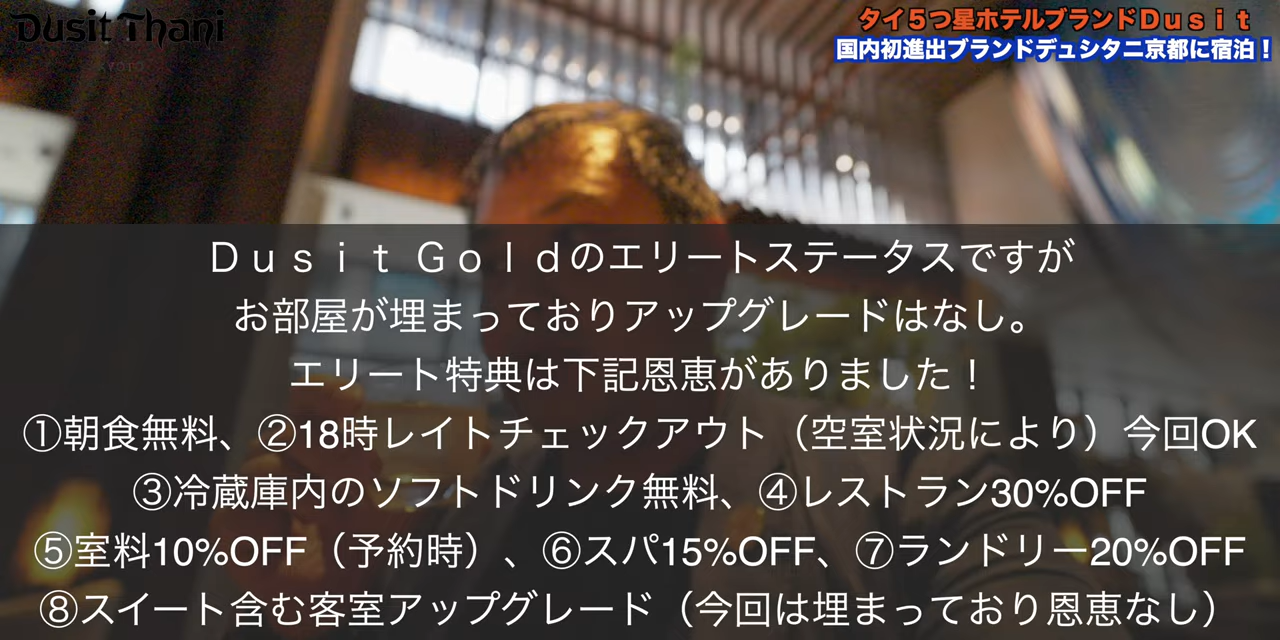 Dusit Thani
KYOTO
タイ５つ星ホテルブランドＤｕｓｉｔ
国内初進出ブランドデュシタニ京都に宿泊！
Ｄｕｓｉｔ Ｇｏｌｄのエリートステータスですが
お部屋が埋まっておりアップグレードはなし。
エリート特典は下記恩恵がありました！
①朝食無料、②18時レイトチェックアウト（空室状況により）今回OK
③冷蔵庫内のソフトドリンク無料、④レストラン30%OFF
⑤室料10%OFF（予約時）、⑥スパ15%OFF、⑦ランドリー20%OFF
⑧スイート含む客室アップグレード（今回は埋まっており恩恵なし）